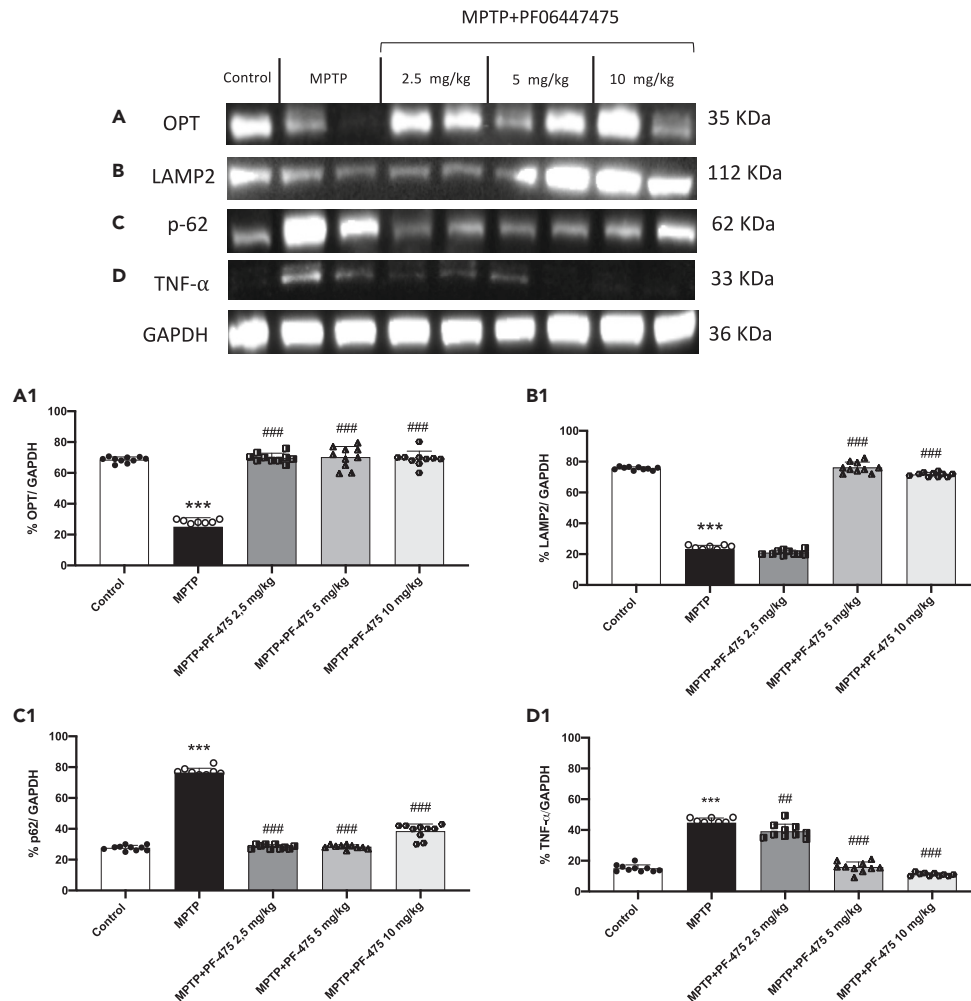 MPTP+PF06447475
Control MPTP 2.5 mg/kg 5 mg/kg 10 mg/kg
A OPT 35 KDa
B LAMP2 112 KDa
C p-62 62 KDa
D TNF-α 33 KDa
GAPDH 36 KDa
A1
% OPT/ GAPDH
100
80
60
40
20
0
***
###
###
###
Control
MPTP
MPTP+PF-475 2,5 mg/kg
MPTP+PF-475 5 mg/kg
MPTP+PF-475 10 mg/kg
B1
% LAMP2/ GAPDH
100
80
60
40
20
0
***
###
###
Control
MPTP
MPTP+PF-475 2,5 mg/kg
MPTP+PF-475 5 mg/kg
MPTP+PF-475 10 mg/kg
C1
% p62/ GAPDH
100
80
60
40
20
0
***
###
###
###
Control
MPTP
MPTP+PF-475 2,5 mg/kg
MPTP+PF-475 5 mg/kg
MPTP+PF-475 10 mg/kg
D1
% TNF-α/GAPDH
100
80
60
40
20
0
***
##
###
###
Control
MPTP
MPTP+PF-475 2,5 mg/kg
MPTP+PF-475 5 mg/kg
MPTP+PF-475 10 mg/kg